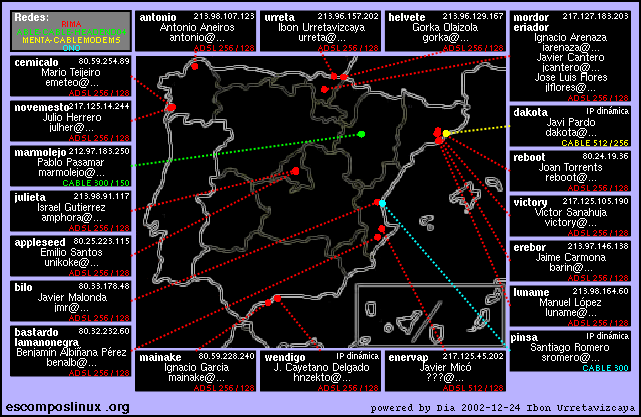 Redes:
RIMA
MENTA-CABLEMODEMS
ONO
antonio 213.98.107.123
Antonio Aneiros
antonio@...
ADSL 256/128
urreta 213.96.157.202
Ibon Urretavizcaya
urreta@...
ADSL 256/128
helvete 213.96.129.167
Gorka Olaizola
gorka@...
ADSL 256/128
mordor 217.127.183.203
eriador
Ignacio Arenaza
iarenaza@...
Javier Cantero
jcantero@...
Jose Luis Flores
jlflores@...
ADSL 256/128
cernicalo 80.59.254.89
Mario Teijeiro
emeteo@...
ADSL 256/128
novemesto 217.125.14.244
Julio Herrero
julher@...
ADSL 256/128
marmolejo 212.97.183.250
Pablo Pasamar
marmolejo@...
CABLE 300/150
julieta 213.98.91.117
Israel Gutierrez
amphora@...
ADSL 256/128
appleseed 80.25.223.115
Emilio Santos
unikoke@...
ADSL 256/128
bilo 80.33.178.48
Javier Malonda
jmr@...
ADSL 256/128
bastardo 80.32.232.60
lamanonegra
Benjamín Albiñana Pérez
benalb@...
ADSL 256/128
dakota IP dinámica
Javi Pardo
dakota@...
CABLE 512/256
reboot 80.24.19.36
Joan Torrents
reboot@...
ADSL 256/128
victory 217.125.105.190
Víctor Sanahuja
victory@...
ADSL 256/128
erebor 213.97.146.138
Jaime Carmona
barin@...
ADSL 256/128
luname 213.98.164.60
Manuel López
luname@...
ADSL 256/128
pinsa IP dinámica
Santiago Romero
sromero@...
CABLE 300
mainake 80.59.228.240
Ignacio Garcia
mainake@...
ADSL 256/128
wendigo IP dinámica
J. Cayetano Delgado
hnzekto@...
ADSL 256/128
enervap 217.125.45.202
Javier Micó
???@...
ADSL 512/128
escomposlinux .org
powered by Dia 2002-12-24 Ibon Urretavizcaya